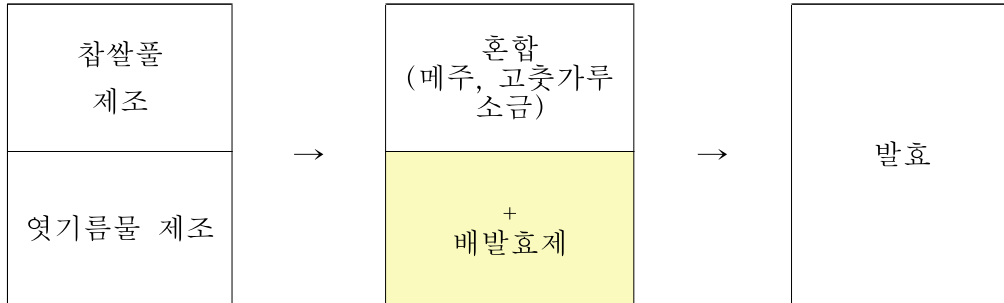 찹쌀풀
제조
엿기름물 제조
→
혼합
(메주, 고춧가루
소금)
+
배발효제
→
발효